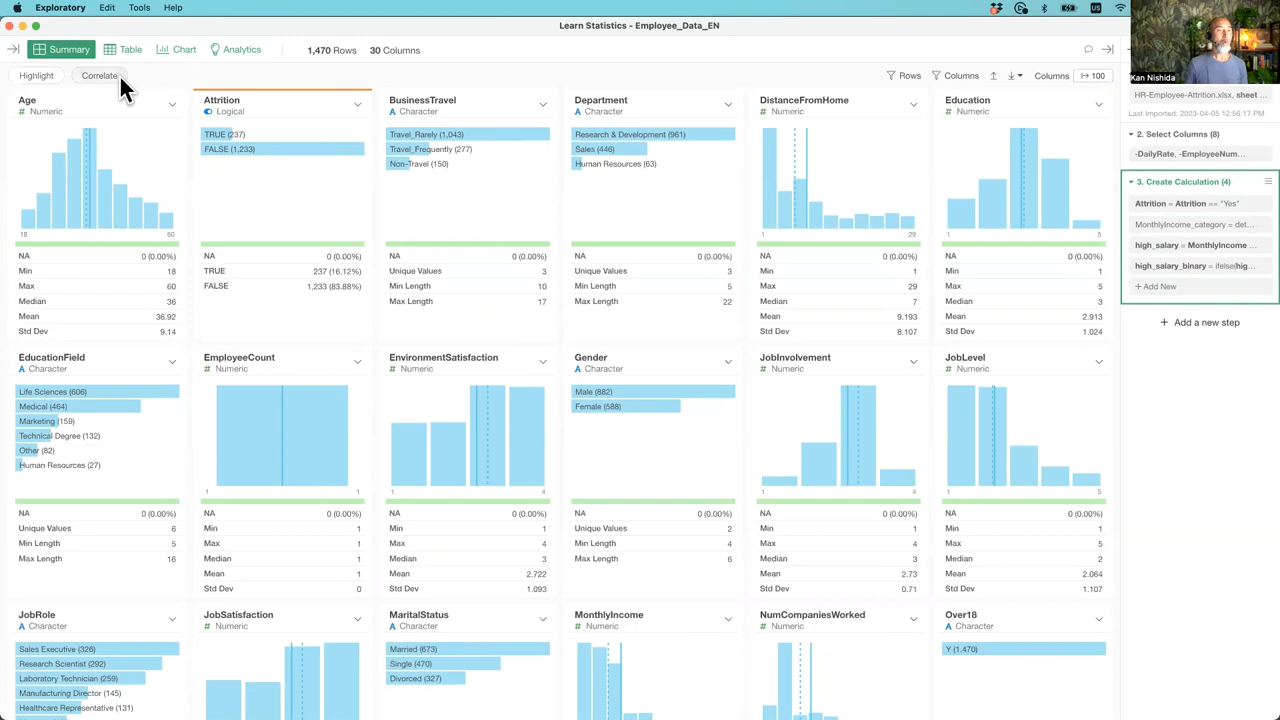 Exploratory Edit Tools Help
Learn Statistics - Employee_Data_EN
Summary Table Chart Analytics 1,470 Rows 30 Columns
Highlight Correlate Rows Columns Columns 100
Kan Nishida
HR-Employee-Attrition.xlsx, sheet ...
Last Imported: 2023-04-05 12:56:17 PM
2. Select Columns (8)
-DailyRate, -EmployeeNum...
3. Create Calculation (4)
Attrition = Attrition == "Yes"
MonthlyIncome_category = det...
high_salary = MonthlyIncome ...
high_salary_binary = ifelse(hig...
+ Add New
+ Add a new step
Age
# Numeric
18 60
NA 0 (0.00%)
Min 18
Max 60
Median 36
Mean 36.92
Std Dev 9.14
Attrition
Logical
TRUE (237)
FALSE (1,233)
NA 0 (0.00%)
TRUE 237 (16.12%)
FALSE 1,233 (83.88%)
BusinessTravel
A Character
Travel_Rarely (1,043)
Travel_Frequently (277)
Non-Travel (150)
NA 0 (0.00%)
Unique Values 3
Min Length 10
Max Length 17
Department
A Character
Research & Development (961)
Sales (446)
Human Resources (63)
NA 0 (0.00%)
Unique Values 3
Min Length 5
Max Length 22
DistanceFromHome
# Numeric
1 29
NA 0 (0.00%)
Min 1
Max 29
Median 7
Mean 9.193
Std Dev 8.107
Education
# Numeric
1 5
NA 0 (0.00%)
Min 1
Max 5
Median 3
Mean 2.913
Std Dev 1.024
EducationField
A Character
Life Sciences (606)
Medical (464)
Marketing (159)
Technical Degree (132)
Other (82)
Human Resources (27)
NA 0 (0.00%)
Unique Values 6
Min Length 5
Max Length 16
EmployeeCount
# Numeric
1 1
NA 0 (0.00%)
Min 1
Max 1
Median 1
Mean 1
Std Dev 0
EnvironmentSatisfaction
# Numeric
1 4
NA 0 (0.00%)
Min 1
Max 4
Median 3
Mean 2.722
Std Dev 1.093
Gender
A Character
Male (882)
Female (588)
NA 0 (0.00%)
Unique Values 2
Min Length 4
Max Length 6
JobInvolvement
# Numeric
1 4
NA 0 (0.00%)
Min 1
Max 4
Median 3
Mean 2.73
Std Dev 0.71
JobLevel
# Numeric
1 5
NA 0 (0.00%)
Min 1
Max 5
Median 2
Mean 2.064
Std Dev 1.107
JobRole
A Character
Sales Executive (326)
Research Scientist (292)
Laboratory Technician (259)
Manufacturing Director (145)
Healthcare Representative (131)
JobSatisfaction
# Numeric
MaritalStatus
A Character
Married (673)
Single (470)
Divorced (327)
MonthlyIncome
# Numeric
NumCompaniesWorked
# Numeric
Over18
A Character
Y (1,470)